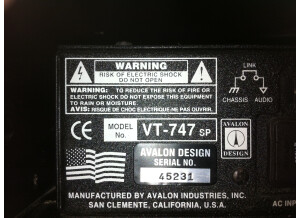 LINK
WARNING
RISK OF ELECTRIC SHOCK
DO NOT OPEN
WARNING: TO REDUCE THE RISK OF FIRE OR
ELECTRIC SHOCK DO NOT EXPOSE THIS EQUIPMENT
TO RAIN OR MOISTURE.
AVIS: RISQUE DE CHOC ELECTRIQUE-NE PAS OUVRIR.
CHASSIS AUDIO
CE
MODEL No. VT-747 SP
AVALON DESIGN
AVALON DESIGN
SERIAL NO.
45231
MANUFACTURED BY AVALON INDUSTRIES, INC.
SAN CLEMENTE, CALIFORNIA. U.S.A.
AC INP